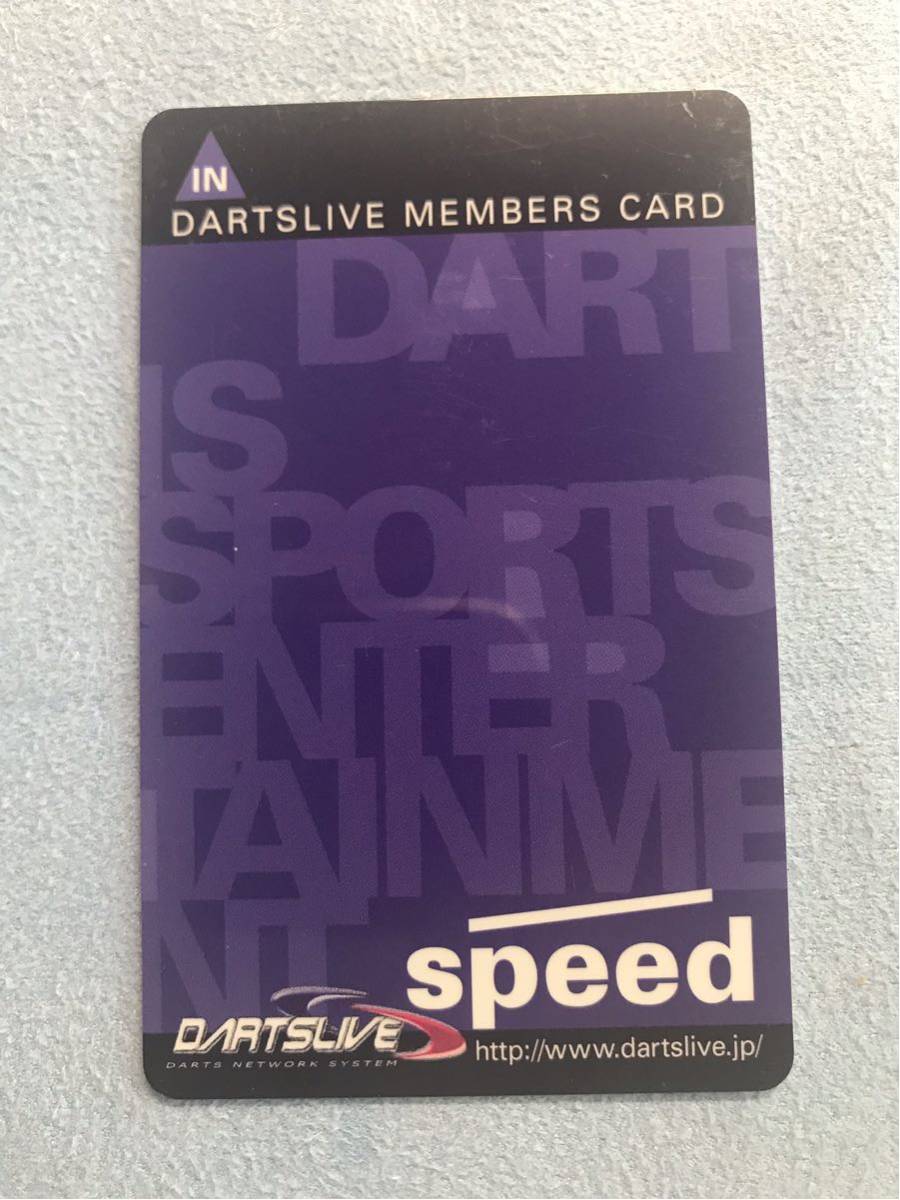 IN
DARTSLIVE MEMBERS CARD
DART
IS
SPORTS
ENTER
TAINME
NT
speed
DARTSLIVE
DARTS NETWORK SYSTEM
http://www.dartslive.jp/